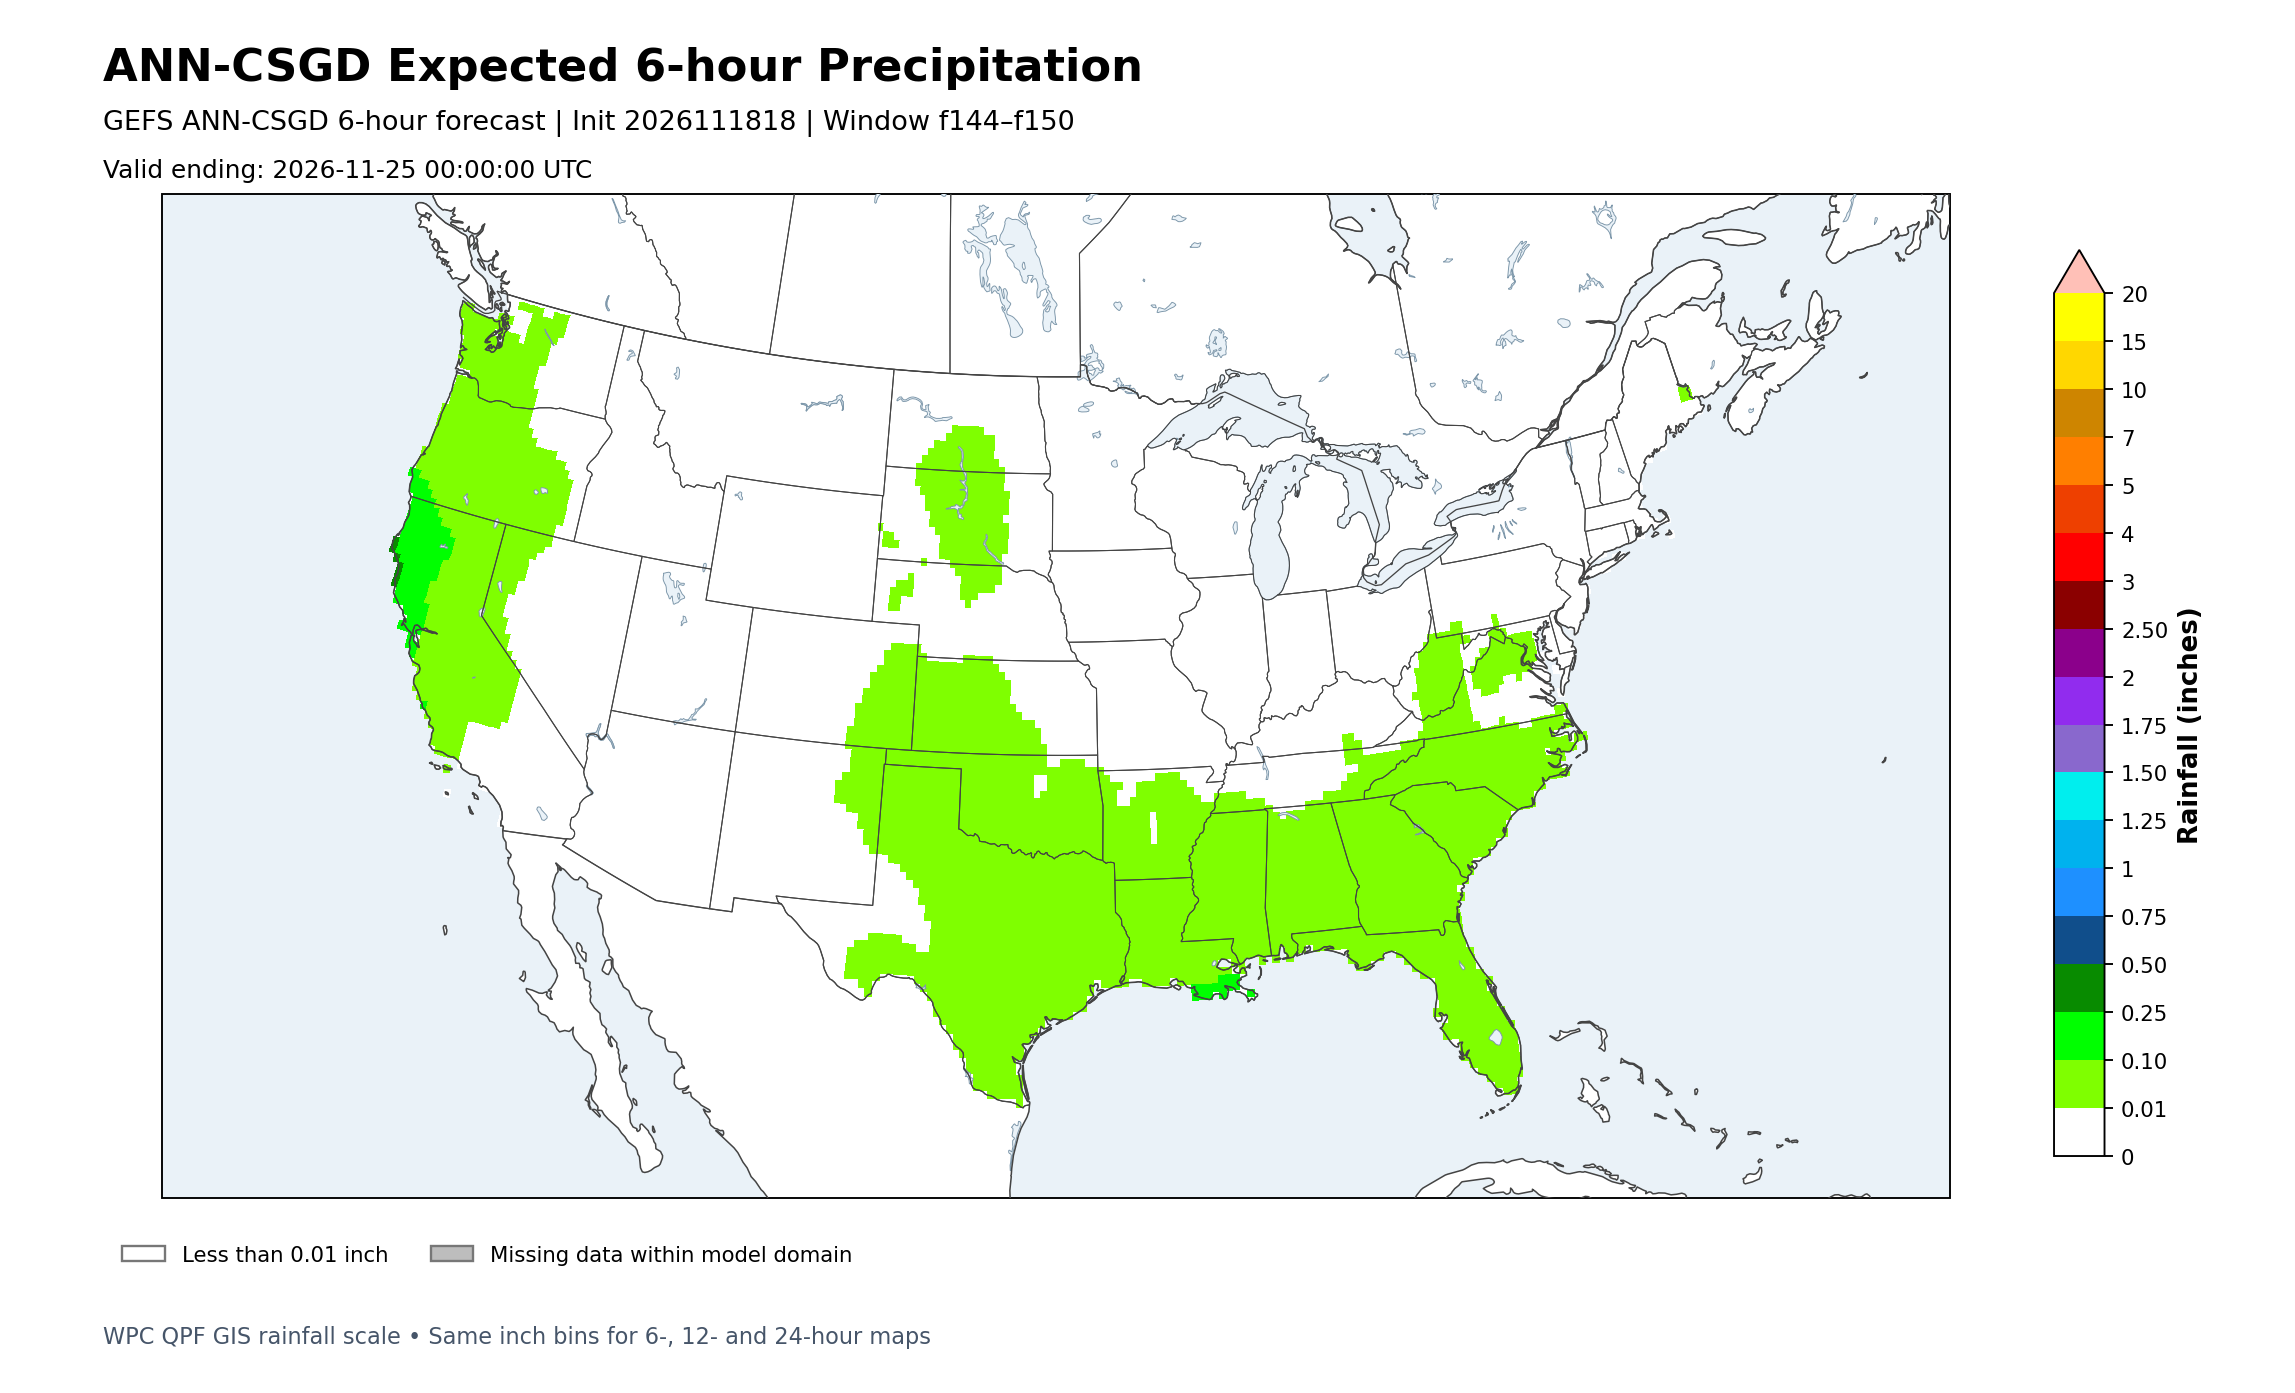 ANN-CSGD Expected 6-hour Precipitation
GEFS ANN-CSGD 6-hour forecast | Init 2026111818 | Window f144–f150
Valid ending: 2026-11-25 00:00:00 UTC
20
15
10
7
5
4
3
2.50
2
1.75
1.50
1.25
1
0.75
0.50
0.25
0.10
0.01
0
Rainfall (inches)
Less than 0.01 inch
Missing data within model domain
WPC QPF GIS rainfall scale • Same inch bins for 6-, 12- and 24-hour maps